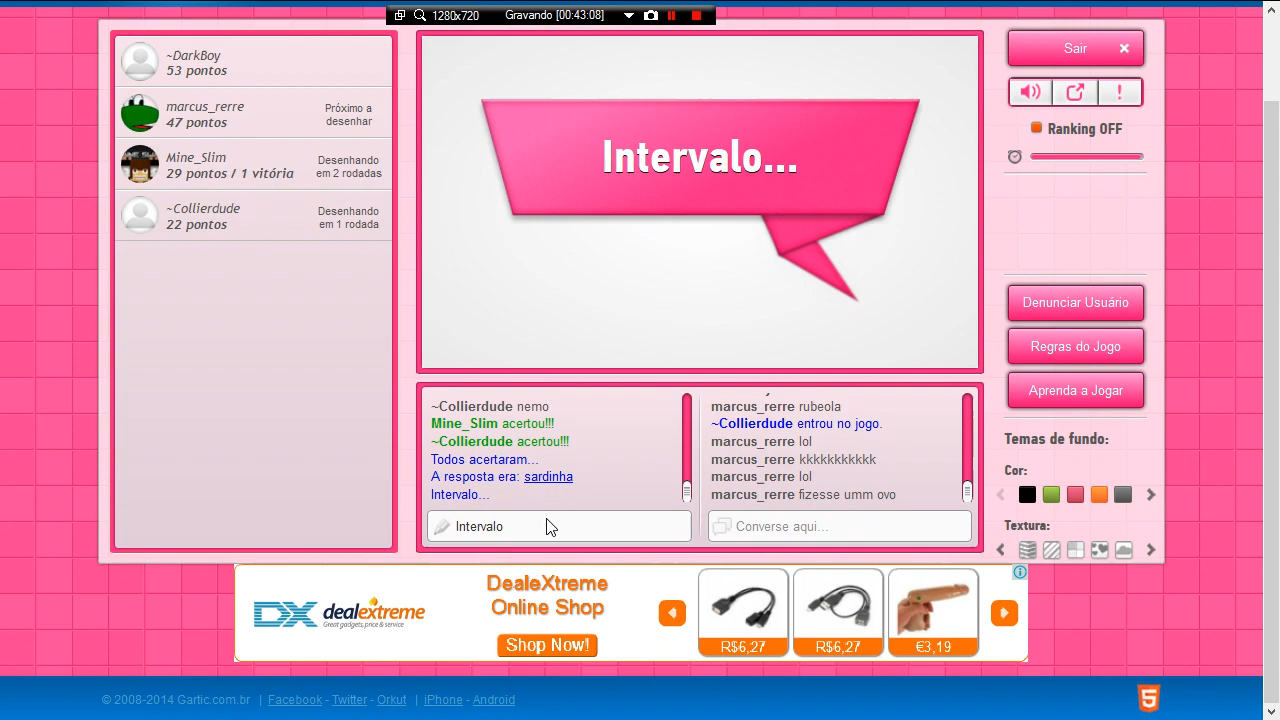 1280x720
Gravando [00:43:08]
~DarkBoy
53 pontos
marcus_rerre
47 pontos
Próximo a
desenhar
Mine_Slim
29 pontos / 1 vitória
Desenhando
em 2 rodadas
~Collierdude
22 pontos
Desenhando
em 1 rodada
Intervalo...
~Collierdude nemo
Mine_Slim acertou!!!
~Collierdude acertou!!!
Todos acertaram...
A resposta era: sardinha
Intervalo...
Intervalo
marcus_rerre rubeola
~Collierdude entrou no jogo.
marcus_rerre lol
marcus_rerre kkkkkkkkkkk
marcus_rerre lol
marcus_rerre fizesse umm ovo
Converse aqui...
Sair
Ranking OFF
Denunciar Usuário
Regras do Jogo
Aprenda a Jogar
Temas de fundo:
Cor:
Textura:
DX dealextreme
Great gadgets, price & service
DealeXtreme
Online Shop
Shop Now!
R$6,27
R$6,27
€3,19
© 2008-2014 Gartic.com.br | Facebook - Twitter - Orkut | iPhone - Android
5